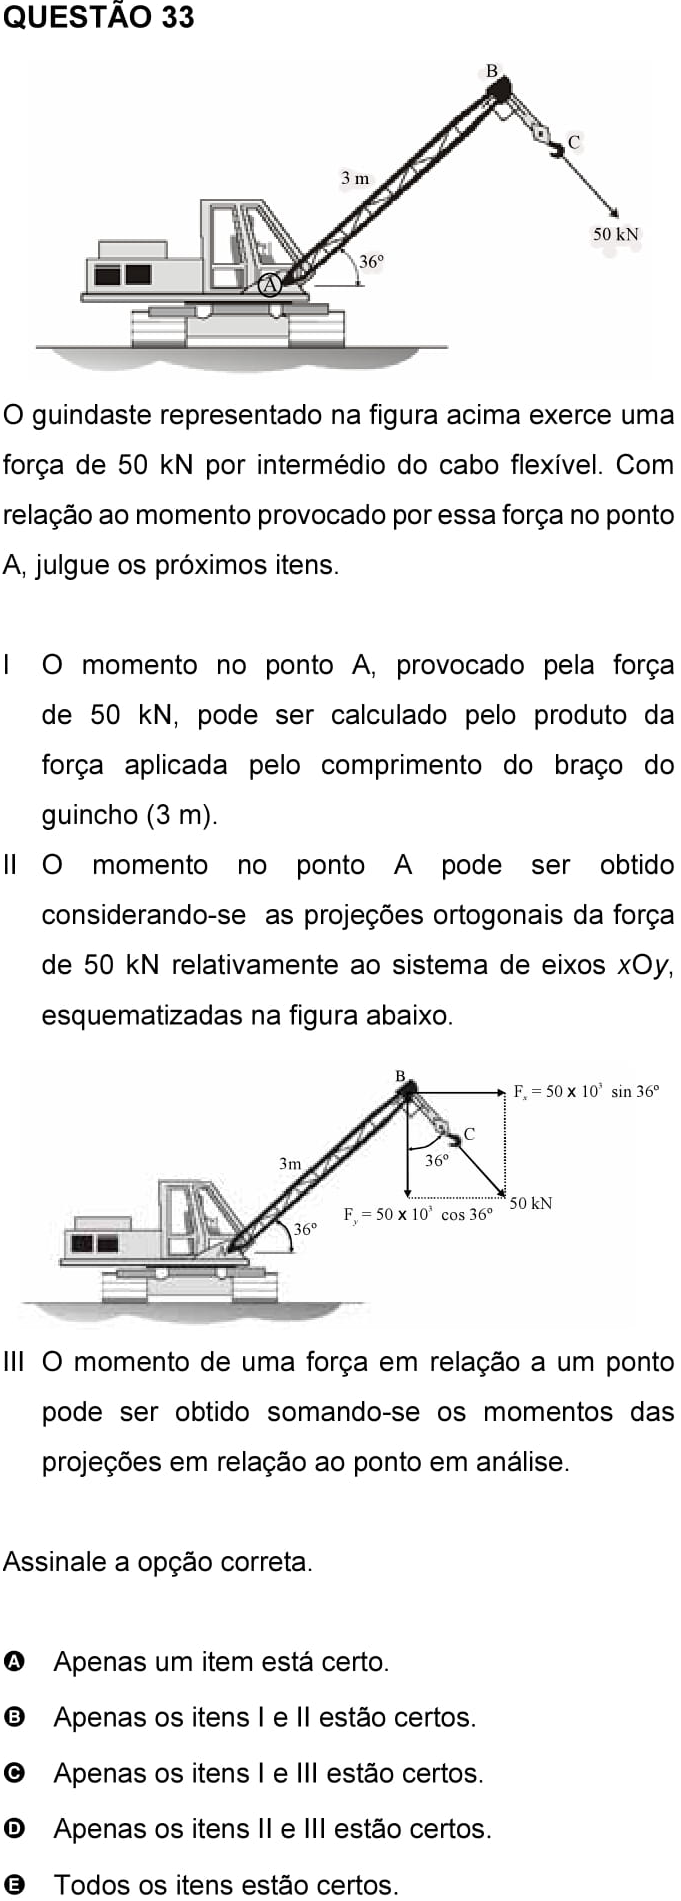 QUESTÃO 33
B
C
3 m
50 kN
36º
A
O guindaste representado na figura acima exerce uma
força de 50 kN por intermédio do cabo flexível. Com
relação ao momento provocado por essa força no ponto
A, julgue os próximos itens.
I O momento no ponto A, provocado pela força
de 50 kN, pode ser calculado pelo produto da
força aplicada pelo comprimento do braço do
guincho (3 m).
II O momento no ponto A pode ser obtido
considerando-se as projeções ortogonais da força
de 50 kN relativamente ao sistema de eixos xOy,
esquematizadas na figura abaixo.
B
Fₓ = 50 x 10³ sin 36º
C
3m
36º
50 kN
36º
Fᵧ = 50 x 10³ cos 36º
III O momento de uma força em relação a um ponto
pode ser obtido somando-se os momentos das
projeções em relação ao ponto em análise.
Assinale a opção correta.
A Apenas um item está certo.
B Apenas os itens I e II estão certos.
C Apenas os itens I e III estão certos.
D Apenas os itens II e III estão certos.
E Todos os itens estão certos.